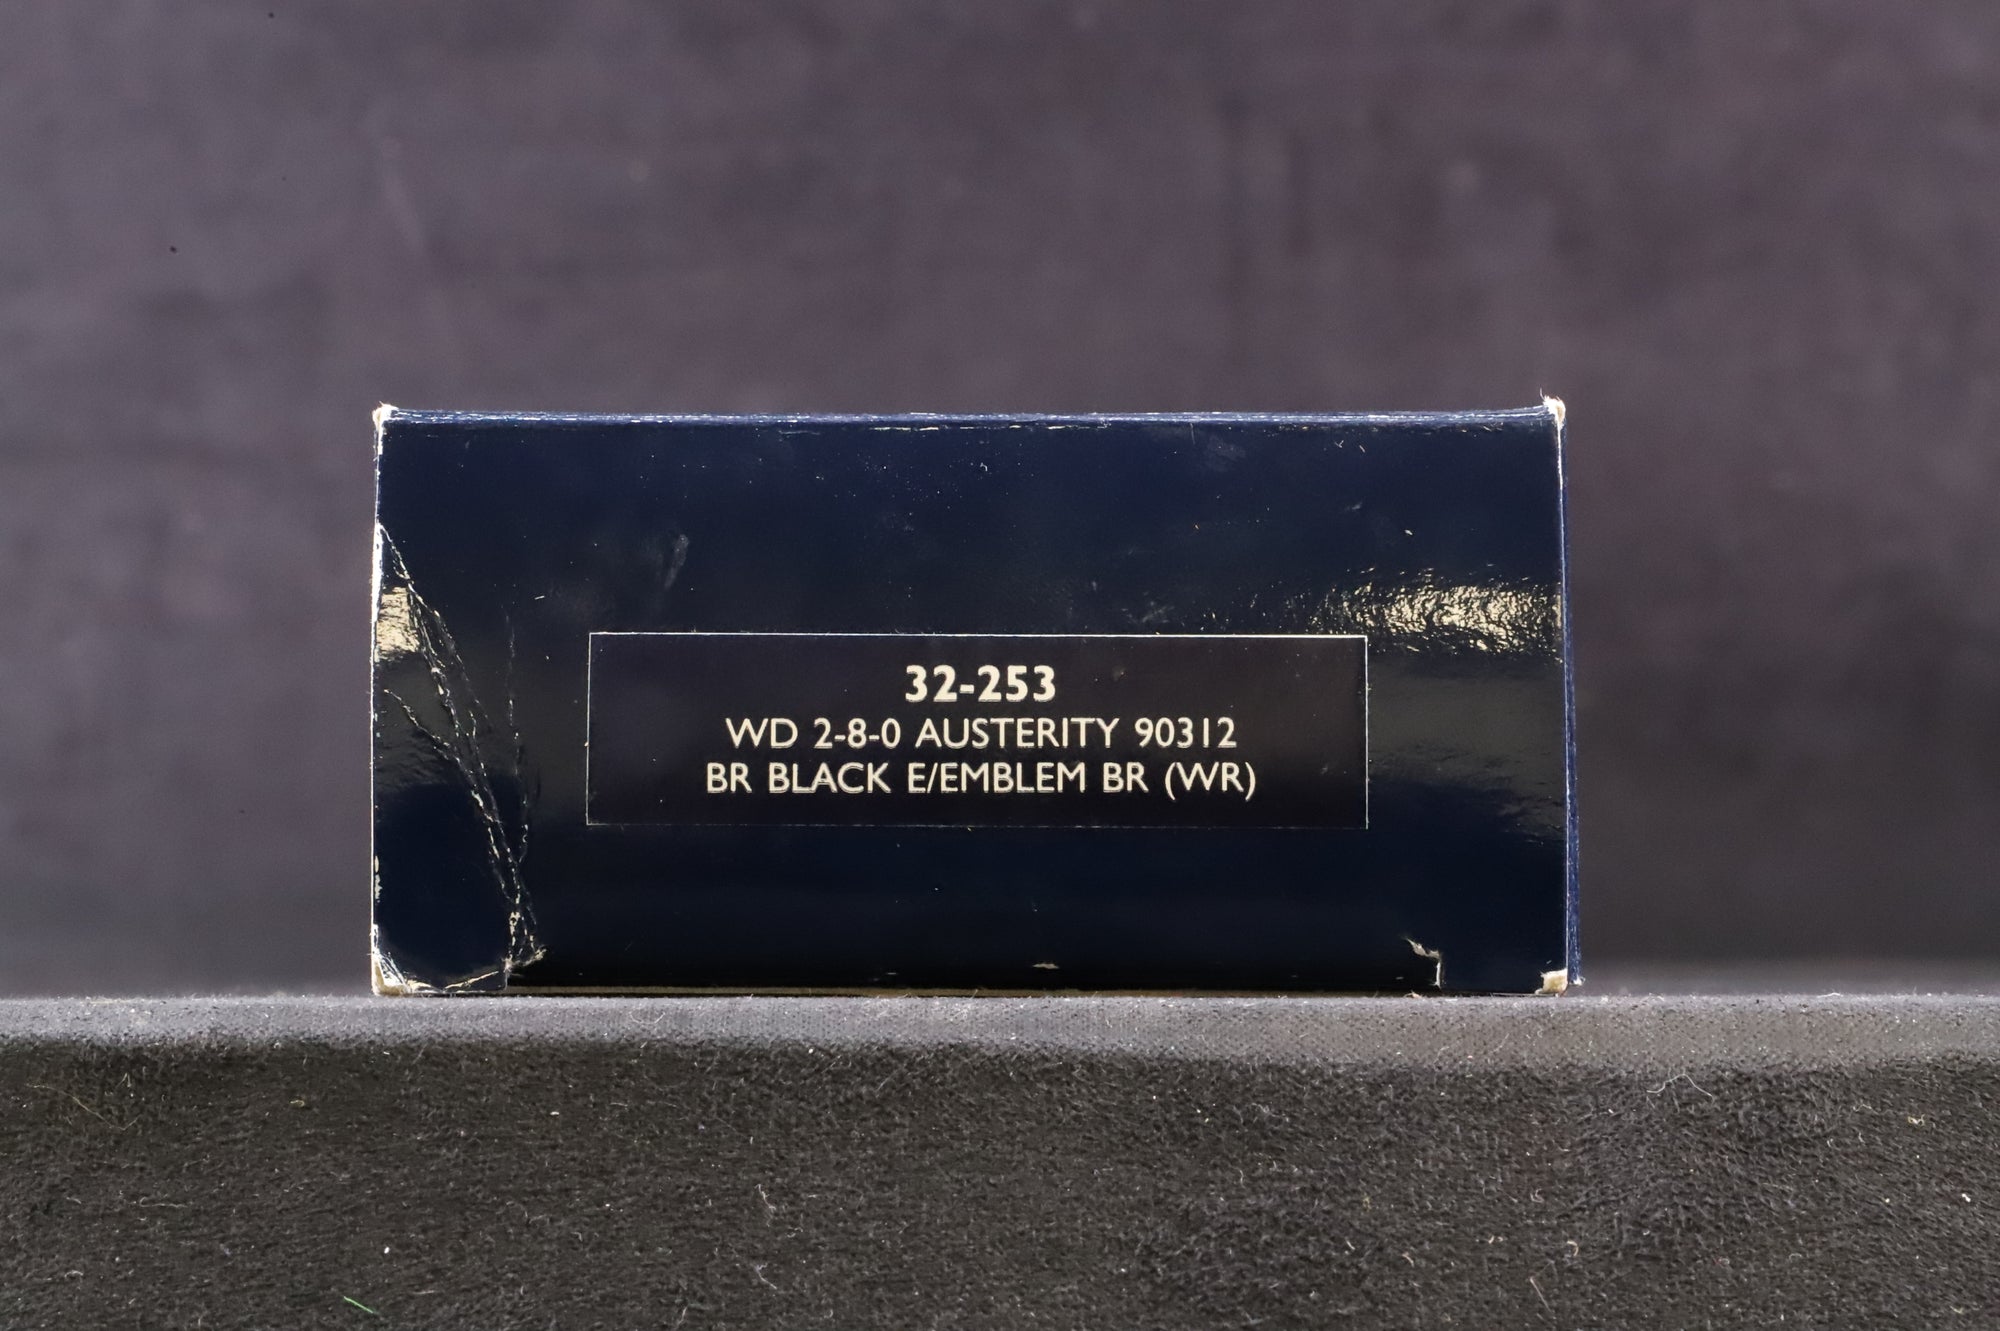 32-253
WD 2-8-0 AUSTERITY 90312
BR BLACK E/EMBLEM BR (WR)